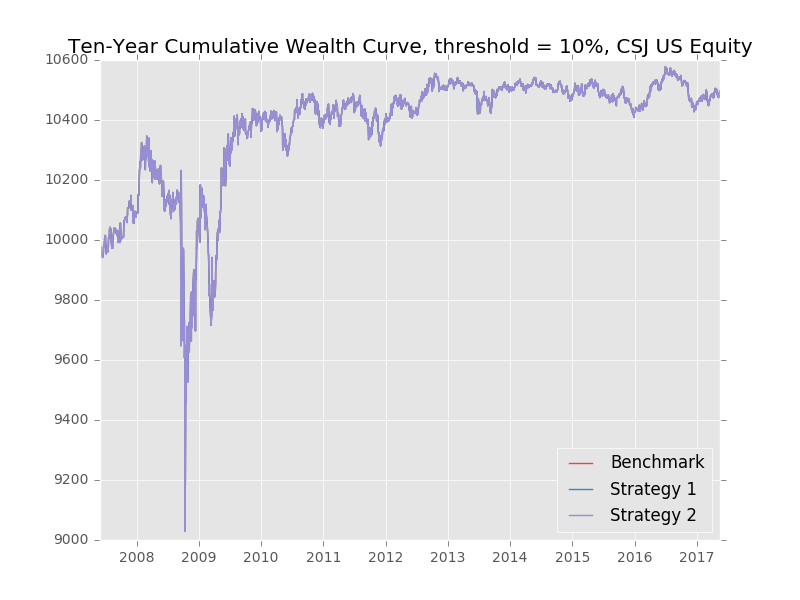 Ten-Year Cumulative Wealth Curve, threshold = 10%, CSJ US Equity
10600
10400
10200
10000
9800
9600
9400
9200
9000
Benchmark
Strategy 1
Strategy 2
2008 2009 2010 2011 2012 2013 2014 2015 2016 2017